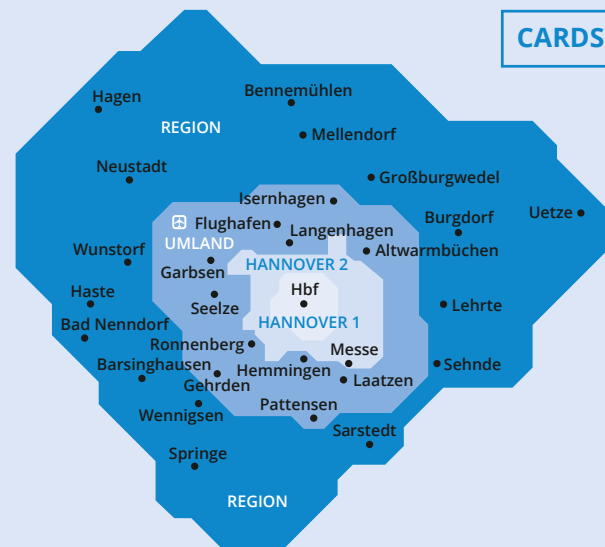 CARDS
Hagen
Bennemühlen
REGION
Mellendorf
Neustadt
Großburgwedel
Isernhagen
Uetze
Flughafen
Burgdorf
Langenhagen
UMLAND
Wunstorf
Altwarmbüchen
Garbsen
HANNOVER 2
Hbf
Haste
Seelze
Lehrte
HANNOVER 1
Bad Nenndorf
Ronnenberg
Messe
Barsinghausen
Hemmingen
Sehnde
Gehrden
Laatzen
Pattensen
Wennigsen
Sarstedt
Springe
REGION